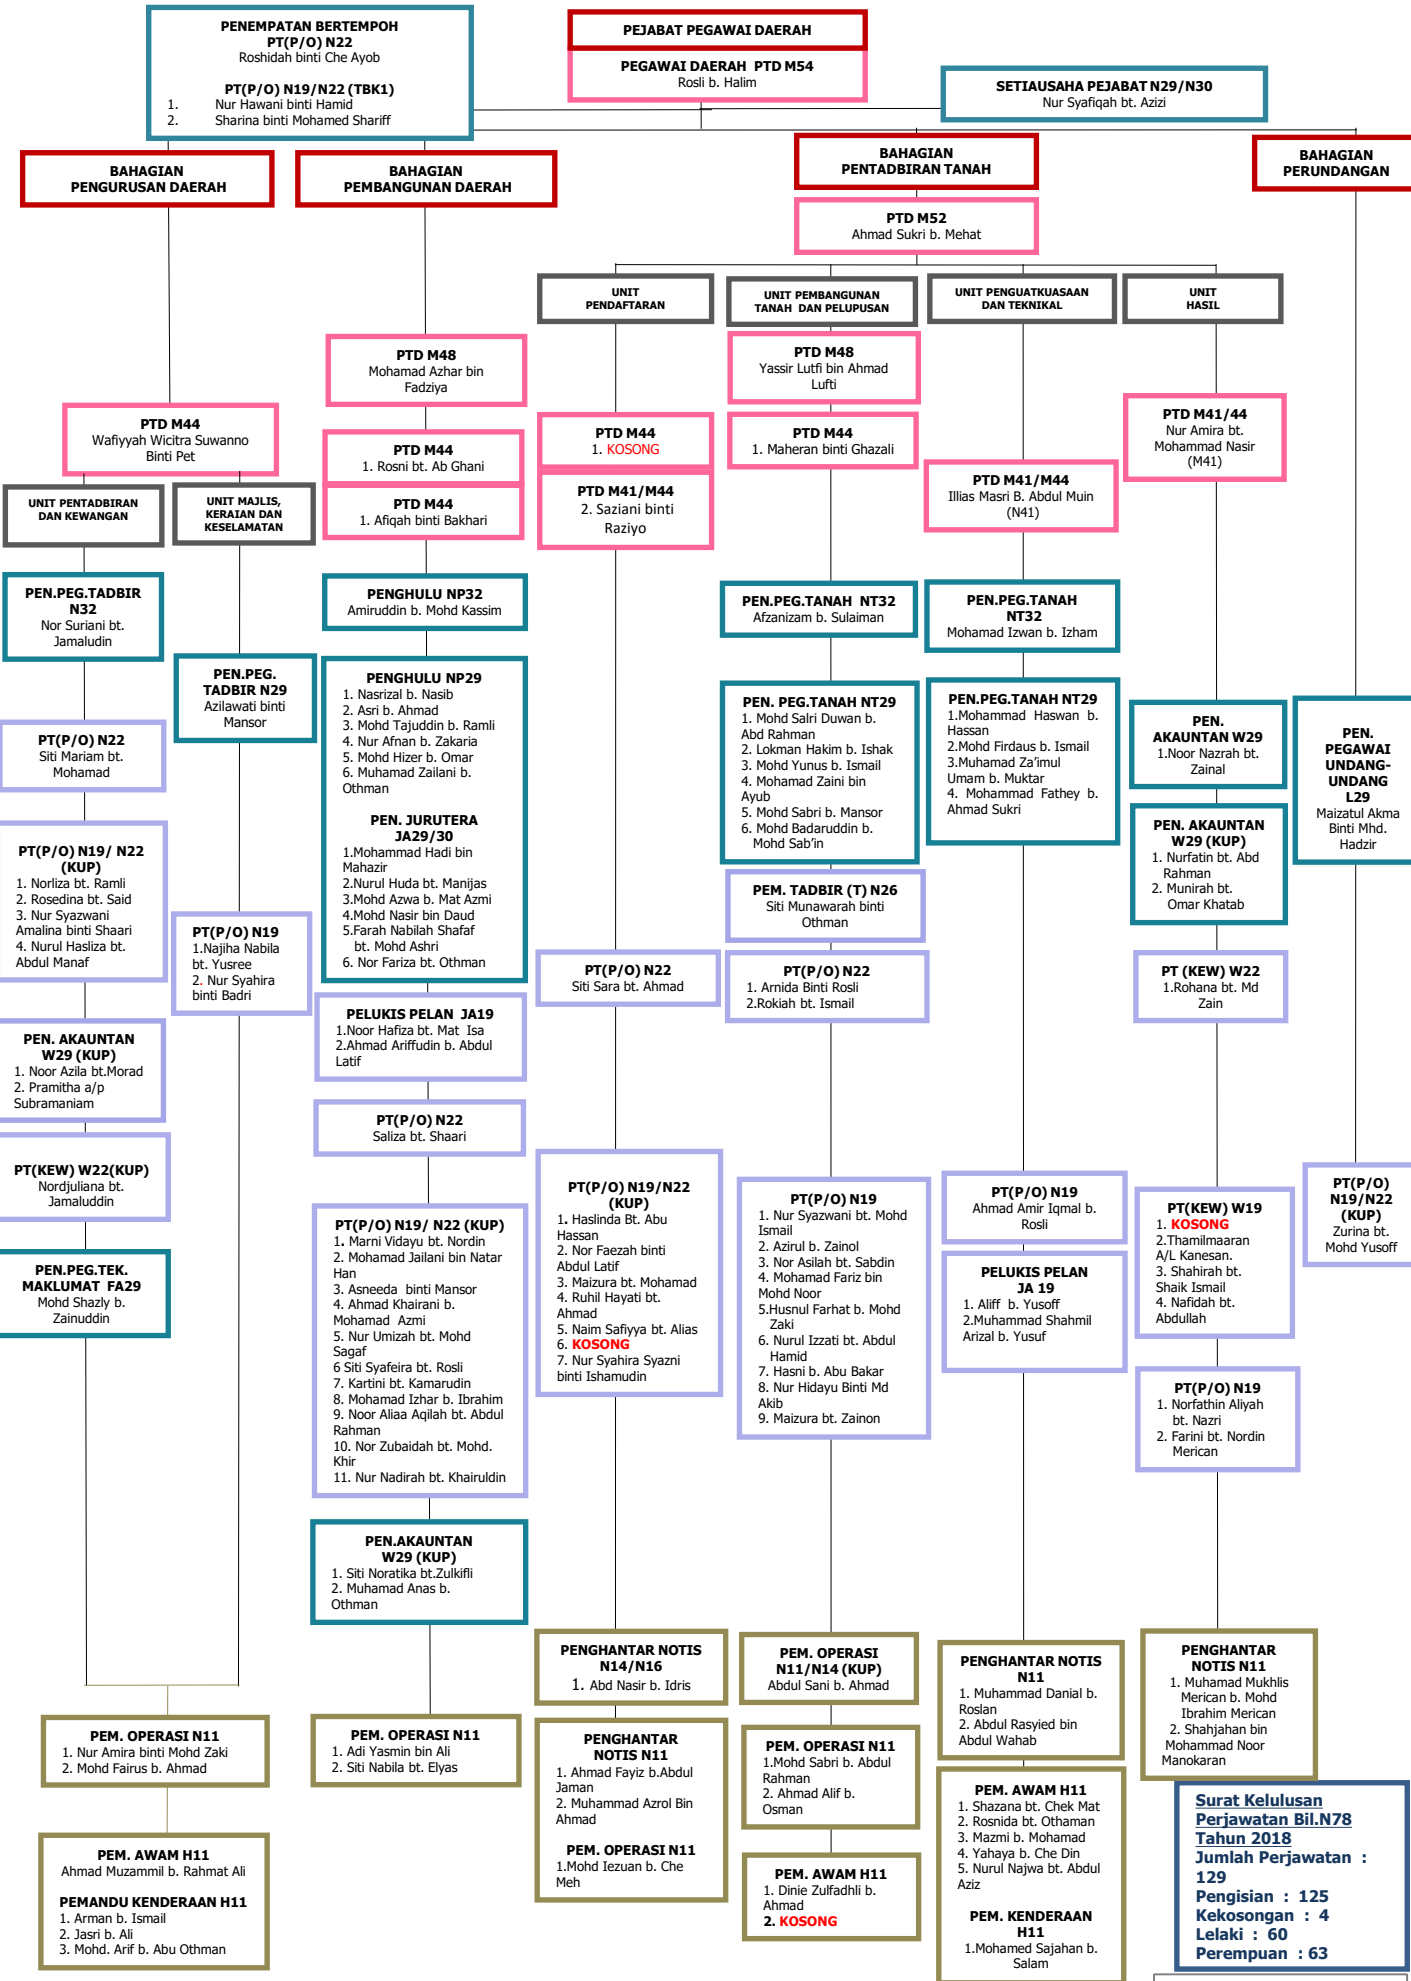 PENEMPATAN BERTEMPOH
PT(P/O) N22
Roshidah binti Che Ayob
PT(P/O) N19/N22 (TBK1)
1. Nur Hawani binti Hamid
2. Sharina binti Mohamed Shariff
PEJABAT PEGAWAI DAERAH
PEGAWAI DAERAH PTD M54
Rosli b. Halim
SETIAUSAHA PEJABAT N29/N30
Nur Syafiqah bt. Azizi
BAHAGIAN
PENGURUSAN DAERAH
PTD M44
Wafiyyah Wicitra Suwanno
Binti Pet
UNIT PENTADBIRAN
DAN KEWANGAN
PEN.PEG.TADBIR
N32
Nor Suriani bt.
Jamaludin
PT(P/O) N22
Siti Mariam bt.
Mohamad
PT(P/O) N19/ N22
(KUP)
1. Norliza bt. Ramli
2. Rosedina bt. Said
3. Nur Syazwani
Amalina binti Shaari
4. Nurul Hasliza bt.
Abdul Manaf
PEN. AKAUNTAN
W29 (KUP)
1. Noor Azila bt.Morad
2. Pramitha a/p
Subramaniam
PT(KEW) W22(KUP)
Nordjuliana bt.
Jamaluddin
PEN.PEG.TEK.
MAKLUMAT FA29
Mohd Shazly b.
Zainuddin
UNIT MAJLIS,
KERAIAN DAN
KESELAMATAN
PEN.PEG.
TADBIR N29
Azilawati binti
Mansor
PT(P/O) N19
1.Najiha Nabila
bt. Yusree
2. Nur Syahira
binti Badri
PEM. OPERASI N11
1. Nur Amira binti Mohd Zaki
2. Mohd Fairus b. Ahmad
PEM. AWAM H11
Ahmad Muzammil b. Rahmat Ali
PEMANDU KENDERAAN H11
1. Arman b. Ismail
2. Jasri b. Ali
3. Mohd. Arif b. Abu Othman
BAHAGIAN
PEMBANGUNAN DAERAH
PTD M48
Mohamad Azhar bin
Fadziya
PTD M44
1. Rosni bt. Ab Ghani
PTD M44
1. Afiqah binti Bakhari
PENGHULU NP32
Amiruddin b. Mohd Kassim
PENGHULU NP29
1. Nasrizal b. Nasib
2. Asri b. Ahmad
3. Mohd Tajuddin b. Ramli
4. Nur Afnan b. Zakaria
5. Mohd Hizer b. Omar
6. Muhamad Zailani b.
Othman
PEN. JURUTERA
JA29/30
1.Mohammad Hadi bin
Mahazir
2.Nurul Huda bt. Manijas
3.Mohd Azwa b. Mat Azmi
4.Mohd Nasir bin Daud
5.Farah Nabilah Shafaf
bt. Mohd Ashri
6. Nor Fariza bt. Othman
PELUKIS PELAN JA19
1.Noor Hafiza bt. Mat Isa
2.Ahmad Ariffudin b. Abdul
Latif
PT(P/O) N22
Saliza bt. Shaari
PT(P/O) N19/ N22 (KUP)
1. Marni Vidayu bt. Nordin
2. Mohamad Jailani bin Natar
Han
3. Asneeda binti Mansor
4. Ahmad Khairani b.
Mohamad Azmi
5. Nur Umizah bt. Mohd
Sagaf
6 Siti Syafeira bt. Rosli
7. Kartini bt. Kamarudin
8. Mohamad Izhar b. Ibrahim
9. Noor Aliaa Aqilah bt. Abdul
Rahman
10. Nor Zubaidah bt. Mohd.
Khir
11. Nur Nadirah bt. Khairuldin
PEN.AKAUNTAN
W29 (KUP)
1. Siti Noratika bt.Zulkifli
2. Muhamad Anas b.
Othman
PEM. OPERASI N11
1. Adi Yasmin bin Ali
2. Siti Nabila bt. Elyas
BAHAGIAN
PENTADBIRAN TANAH
PTD M52
Ahmad Sukri b. Mehat
UNIT
PENDAFTARAN
PTD M44
1. KOSONG
PTD M41/M44
2. Saziani binti
Raziyo
PT(P/O) N22
Siti Sara bt. Ahmad
PT(P/O) N19/N22
(KUP)
1. Haslinda Bt. Abu
Hassan
2. Nor Faezah binti
Abdul Latif
3. Maizura bt. Mohamad
4. Ruhil Hayati bt.
Ahmad
5. Naim Safiyya bt. Alias
6. KOSONG
7. Nur Syahira Syazni
binti Ishamudin
PENGHANTAR NOTIS
N14/N16
1. Abd Nasir b. Idris
PENGHANTAR
NOTIS N11
1. Ahmad Fayiz b.Abdul
Jaman
2. Muhammad Azrol Bin
Ahmad
PEM. OPERASI N11
1.Mohd Iezuan b. Che
Meh
UNIT PEMBANGUNAN
TANAH DAN PELUPUSAN
PTD M48
Yassir Lutfi bin Ahmad
Lufti
PTD M44
1. Maheran binti Ghazali
PEN.PEG.TANAH NT32
Afzanizam b. Sulaiman
PEN. PEG.TANAH NT29
1. Mohd Salri Duwan b.
Abd Rahman
2. Lokman Hakim b. Ishak
3. Mohd Yunus b. Ismail
4. Mohamad Zaini bin
Ayub
5. Mohd Sabri b. Mansor
6. Mohd Badaruddin b.
Mohd Sab’in
PEM. TADBIR (T) N26
Siti Munawarah binti
Othman
PT(P/O) N22
1. Arnida Binti Rosli
2.Rokiah bt. Ismail
PT(P/O) N19
1. Nur Syazwani bt. Mohd
Ismail
2. Azirul b. Zainol
3. Nor Asilah bt. Sabdin
4. Mohamad Fariz bin
Mohd Noor
5.Husnul Farhat b. Mohd
Zaki
6. Nurul Izzati bt. Abdul
Hamid
7. Hasni b. Abu Bakar
8. Nur Hidayu Binti Md
Akib
9. Maizura bt. Zainon
PEM. OPERASI
N11/N14 (KUP)
Abdul Sani b. Ahmad
PEM. OPERASI N11
1.Mohd Sabri b. Abdul
Rahman
2. Ahmad Alif b.
Osman
PEM. AWAM H11
1. Dinie Zulfadhli b.
Ahmad
2. KOSONG
UNIT PENGUATKUASAAN
DAN TEKNIKAL
PTD M41/M44
Illias Masri B. Abdul Muin
(N41)
PEN.PEG.TANAH
NT32
Mohamad Izwan b. Izham
PEN.PEG.TANAH NT29
1.Mohammad Haswan b.
Hassan
2.Mohd Firdaus b. Ismail
3.Muhamad Za’imul
Umam b. Muktar
4. Mohammad Fathey b.
Ahmad Sukri
PT(P/O) N19
Ahmad Amir Iqmal b.
Rosli
PELUKIS PELAN
JA 19
1. Aliff b. Yusoff
2.Muhammad Shahmil
Arizal b. Yusuf
PENGHANTAR NOTIS
N11
1. Muhammad Danial b.
Roslan
2. Abdul Rasyied bin
Abdul Wahab
PEM. AWAM H11
1. Shazana bt. Chek Mat
2. Rosnida bt. Othaman
3. Mazmi b. Mohamad
4. Yahaya b. Che Din
5. Nurul Najwa bt. Abdul
Aziz
PEM. KENDERAAN
H11
1.Mohamed Sajahan b.
Salam
UNIT
HASIL
PTD M41/44
Nur Amira bt.
Mohammad Nasir
(M41)
PEN.
AKAUNTAN W29
1.Noor Nazrah bt.
Zainal
PEN. AKAUNTAN
W29 (KUP)
1. Nurfatin bt. Abd
Rahman
2. Munirah bt.
Omar Khatab
PT (KEW) W22
1.Rohana bt. Md
Zain
PT(KEW) W19
1. KOSONG
2.Thamilmaaran
A/L Kanesan.
3. Shahirah bt.
Shaik Ismail
4. Nafidah bt.
Abdullah
PT(P/O) N19
1. Norfathin Aliyah
bt. Nazri
2. Farini bt. Nordin
Merican
PENGHANTAR
NOTIS N11
1. Muhamad Mukhlis
Merican b. Mohd
Ibrahim Merican
2. Shahjahan bin
Mohammad Noor
Manokaran
BAHAGIAN
PERUNDANGAN
PEN.
PEGAWAI
UNDANG-
UNDANG
L29
Maizatul Akma
Binti Mhd.
Hadzir
PT(P/O)
N19/N22
(KUP)
Zurina bt.
Mohd Yusoff
Surat Kelulusan
Perjawatan Bil.N78
Tahun 2018
Jumlah Perjawatan :
129
Pengisian : 125
Kekosongan : 4
Lelaki : 60
Perempuan : 63